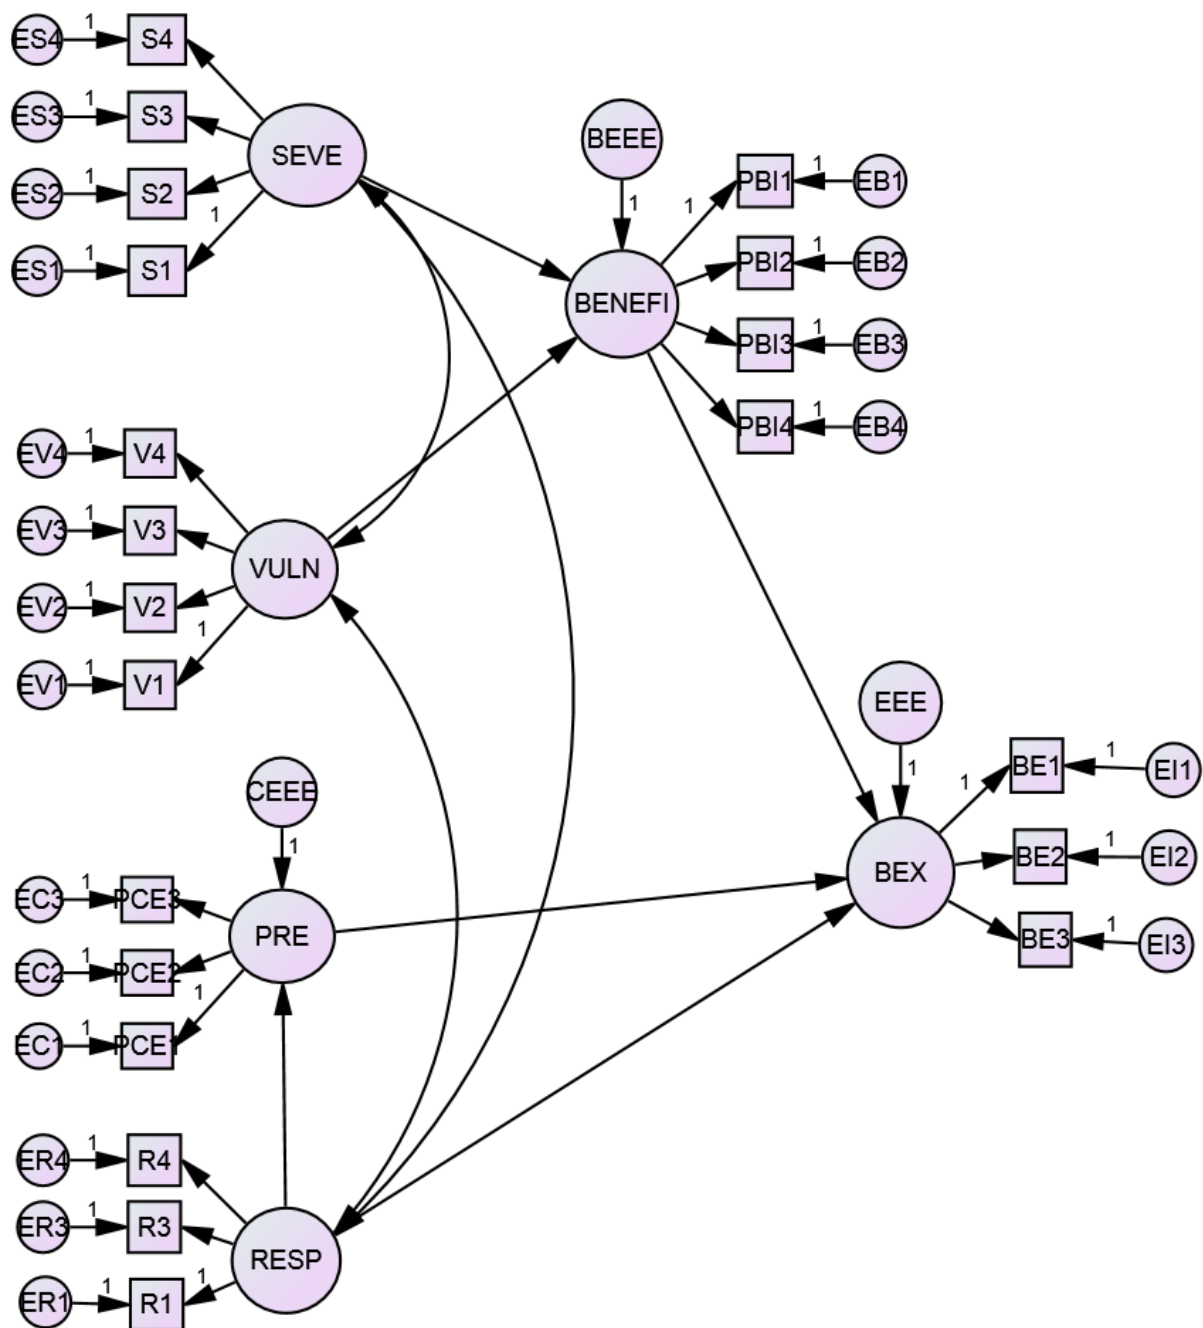 ES4 1 S4
ES3 1 S3
ES2 1 S2
ES1 1 S1
1
SEVE
BEEE
1
BENEFI
1
PBI1 1 EB1
PBI2 1 EB2
PBI3 1 EB3
PBI4 1 EB4
EV4 1 V4
EV3 1 V3
EV2 1 V2
EV1 1 V1
1
VULN
EEE
1
BEX
1
BE1 1 EI1
BE2 1 EI2
BE3 1 EI3
CEEE
1
PRE
EC3 1 PCE3
EC2 1 PCE2
EC1 1 PCE1
1
ER4 1 R4
ER3 1 R3
ER1 1 R1
1
RESP